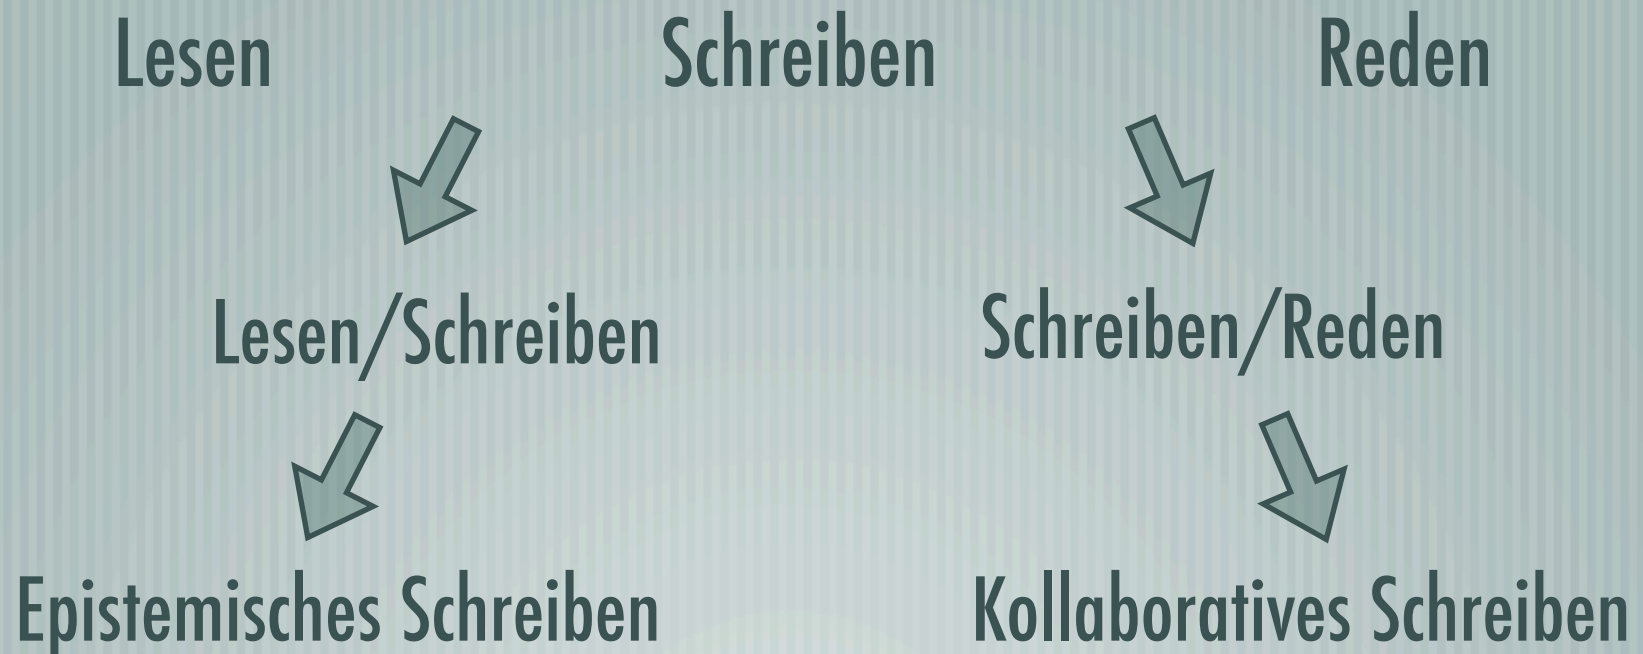 Lesen Schreiben Reden
Lesen/Schreiben Schreiben/Reden
Epistemisches Schreiben Kollaboratives Schreiben